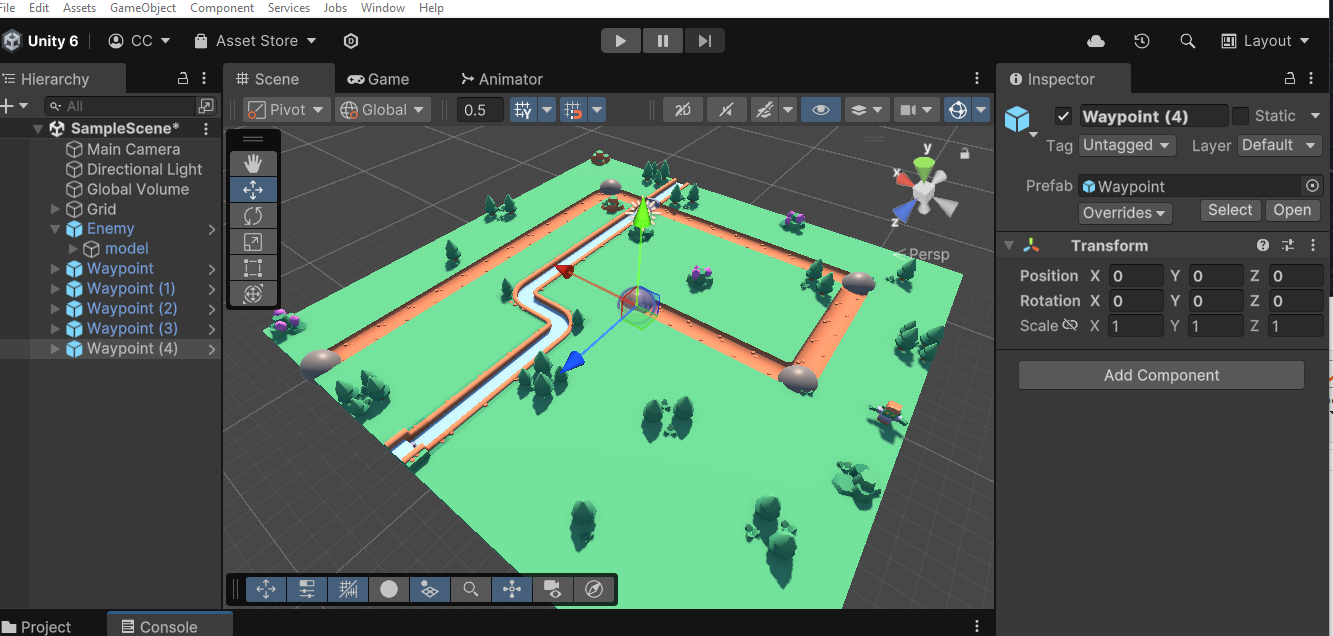 File Edit Assets GameObject Component Services Jobs Window Help
Unity 6 CC Asset Store Layout
Hierarchy Scene Game Animator Inspector
All Pivot Global 0.5 2D
SampleScene*
Main Camera
Directional Light
Global Volume
Grid
Enemy
model
Waypoint
Waypoint (1)
Waypoint (2)
Waypoint (3)
Waypoint (4)
y
x
z
Persp
Waypoint (4) Static
Tag Untagged Layer Default
Prefab Waypoint
Overrides Select Open
Transform
Position X 0 Y 0 Z 0
Rotation X 0 Y 0 Z 0
Scale X 1 Y 1 Z 1
Add Component
Project Console